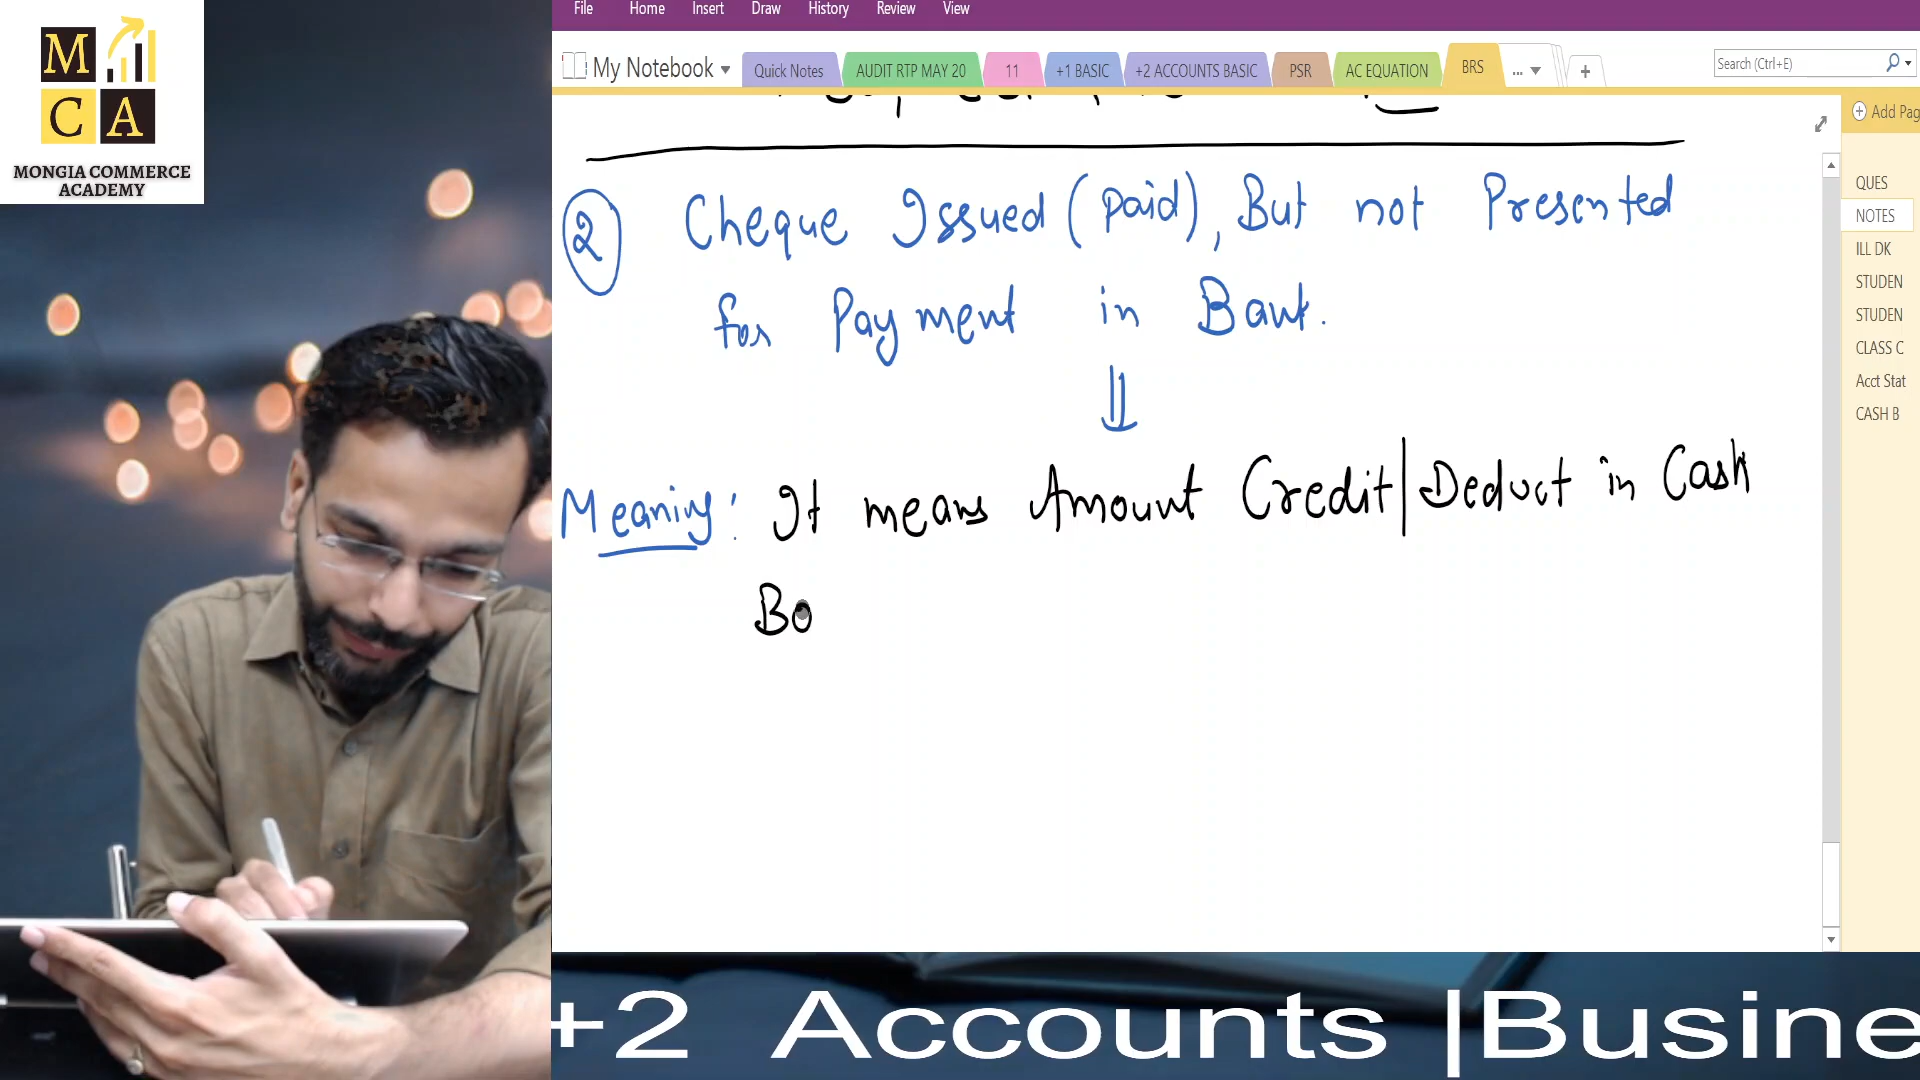 M
C A
MONGIA COMMERCE
ACADEMY
File Home Insert Draw History Review View
My Notebook Quick Notes AUDIT RTP MAY 20 11 +1 BASIC +2 ACCOUNTS BASIC PSR AC EQUATION BRS ... + Search (Ctrl+E)
Add Pag
QUES
NOTES
ILL DK
STUDEN
STUDEN
CLASS C
Acct Stat
CASH B
2 Cheque Issued (paid), But not Presented
for Payment in Bank.
Meaning: It means Amount Credit|Deduct in Cash
Bo
+2 Accounts |Busine